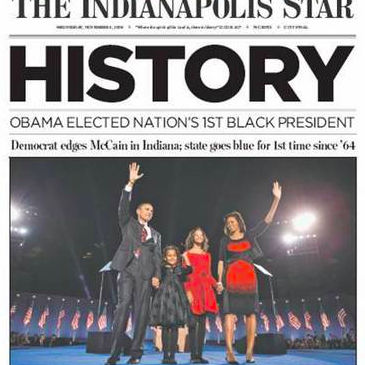 THE INDIANAPOLIS STAR
HISTORY
OBAMA ELECTED NATION'S 1ST BLACK PRESIDENT
Democrat edges McCain in Indiana; state goes blue for 1st time since '64